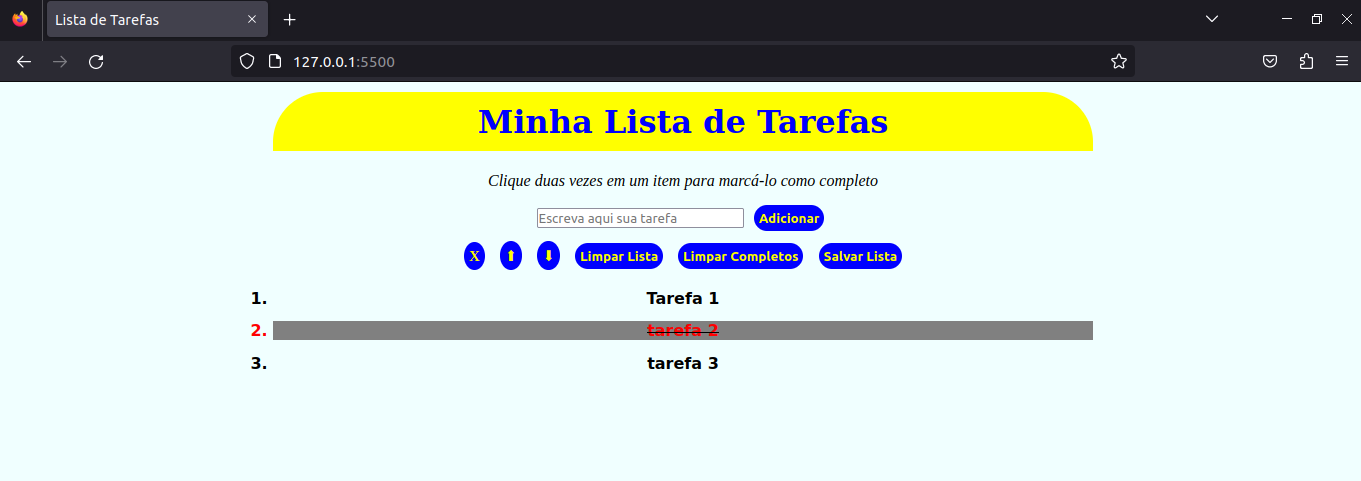 Lista de Tarefas
127.0.0.1:5500
Minha Lista de Tarefas
Clique duas vezes em um item para marcá-lo como completo
Escreva aqui sua tarefa Adicionar
X ⬆ ⬇ Limpar Lista Limpar Completos Salvar Lista
1. Tarefa 1
2. tarefa 2
3. tarefa 3